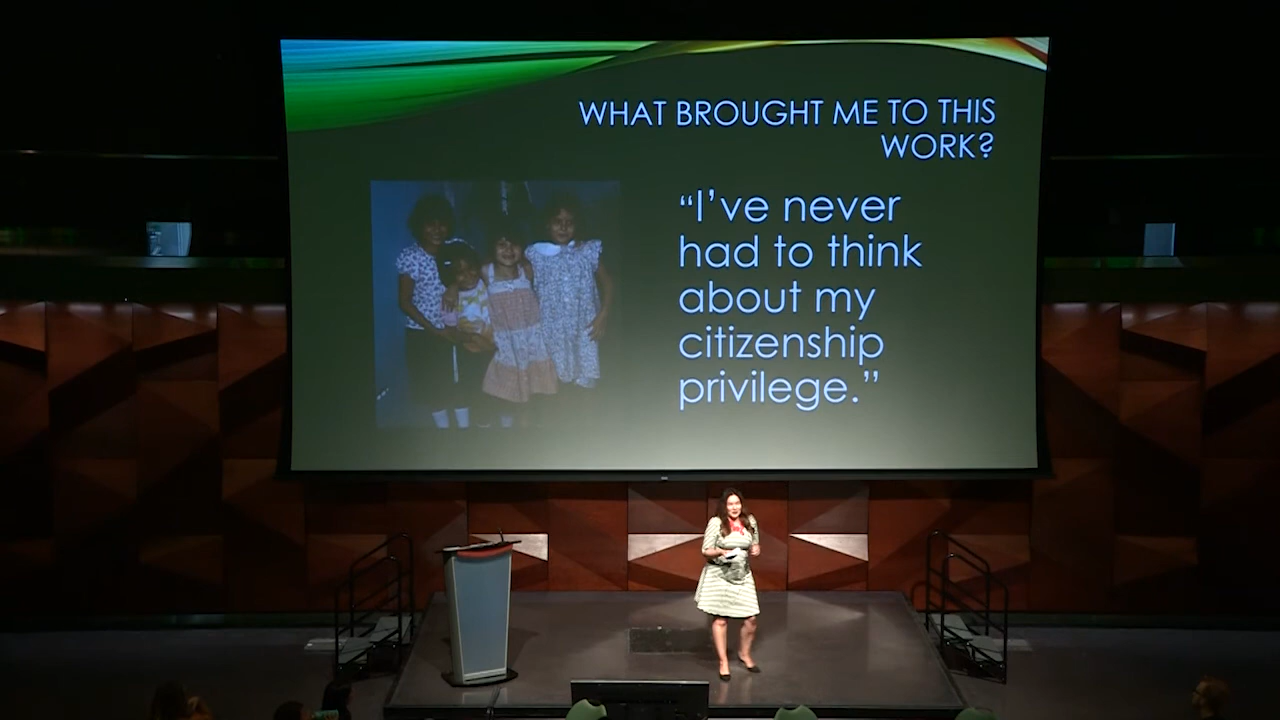 WHAT BROUGHT ME TO THIS
WORK?
“I’ve never
had to think
about my
citizenship
privilege.”